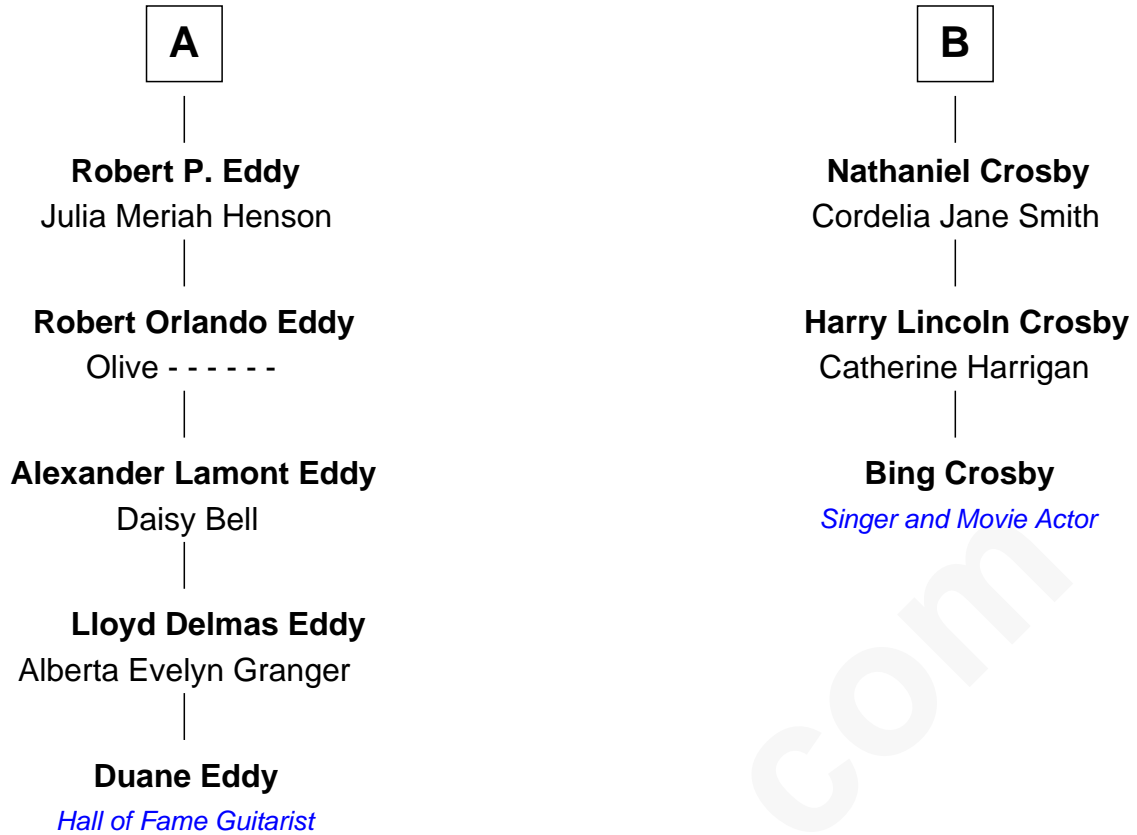 A
Robert P. Eddy
Julia Meriah Henson
Robert Orlando Eddy
Olive - - - - - -
Alexander Lamont Eddy
Daisy Bell
Lloyd Delmas Eddy
Alberta Evelyn Granger
Duane Eddy
Hall of Fame Guitarist
B
Nathaniel Crosby
Cordelia Jane Smith
Harry Lincoln Crosby
Catherine Harrigan
Bing Crosby
Singer and Movie Actor
com